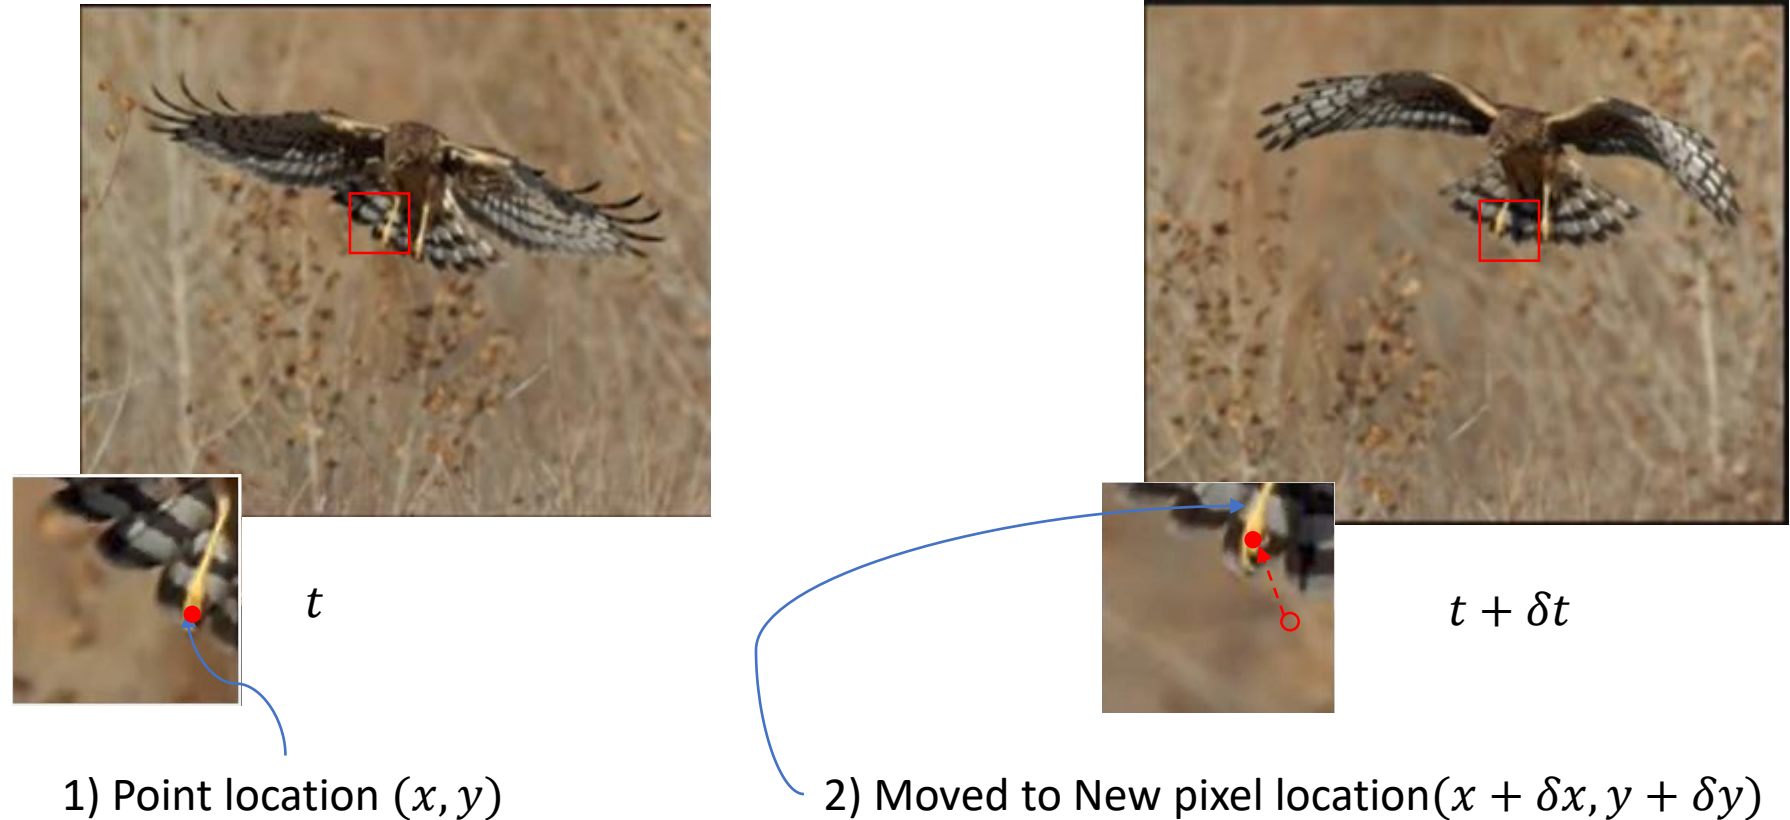 t
t + δt
1) Point location (x, y)
2) Moved to New pixel location(x + δx, y + δy)